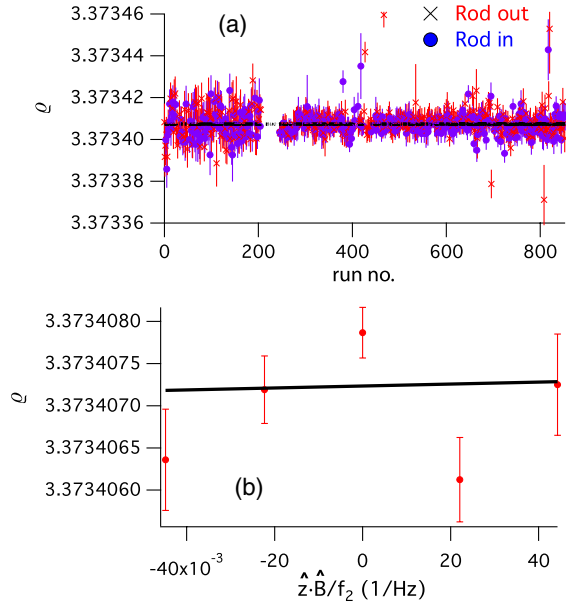 (a)
× Rod out
● Rod in
3.37346
3.37344
3.37342
3.37340
3.37338
3.37336
ϱ
0
200
400
600
800
run no.
3.3734080
3.3734075
3.3734070
3.3734065
3.3734060
ϱ
(b)
-40x10⁻³
-20
0
20
40
ẑ·B̂/f₂ (1/Hz)